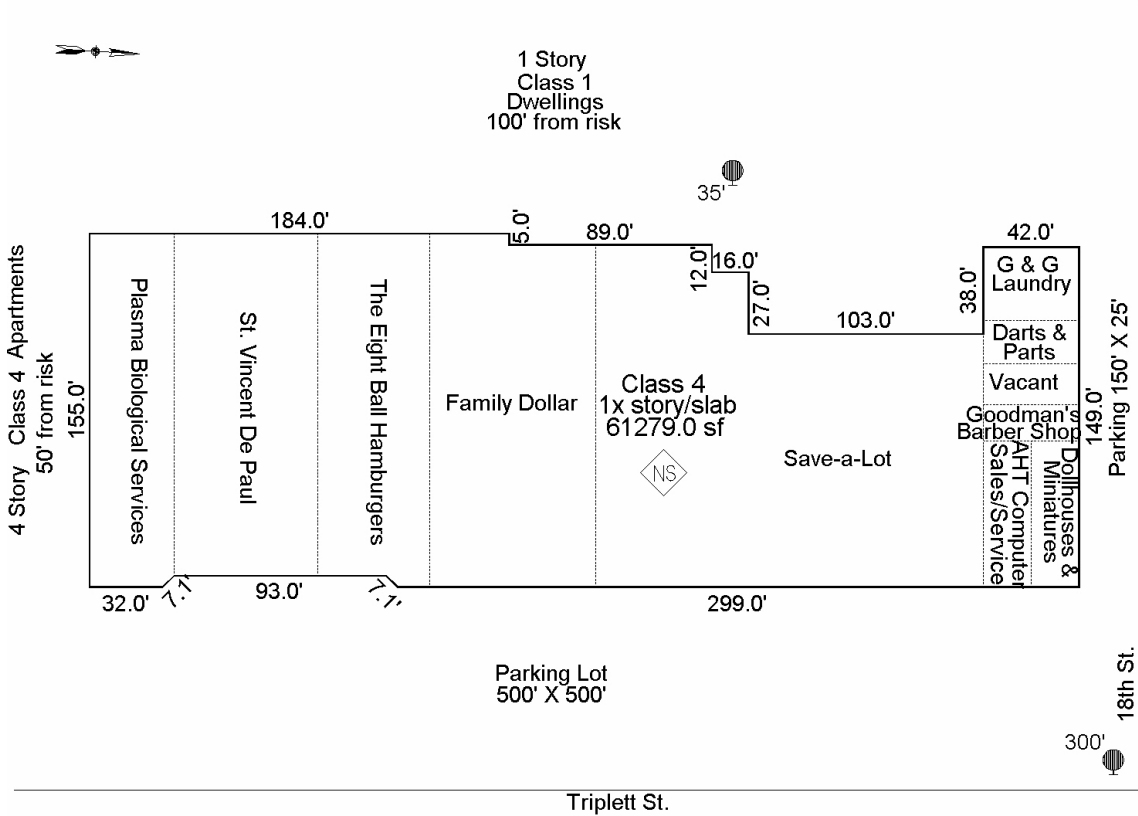 1 Story
Class 1
Dwellings
100' from risk
35'
184.0'
5.0'
89.0'
12.0'
16.0'
27.0'
103.0'
38.0'
42.0'
4 Story Class 4 Apartments
50' from risk
155.0'
Plasma Biological Services
St. Vincent De Paul
The Eight Ball Hamburgers
Family Dollar
Class 4
1x story/slab
61279.0 sf
NS
Save-a-Lot
G & G
Laundry
Darts &
Parts
Vacant
Goodman's
Barber Shop
AHT Computer
Sales/Service
Dollhouses &
Miniatures
149.0'
Parking 150' X 25'
32.0'
7.1'
93.0'
7.1'
299.0'
Parking Lot
500' X 500'
18th St.
300'
Triplett St.